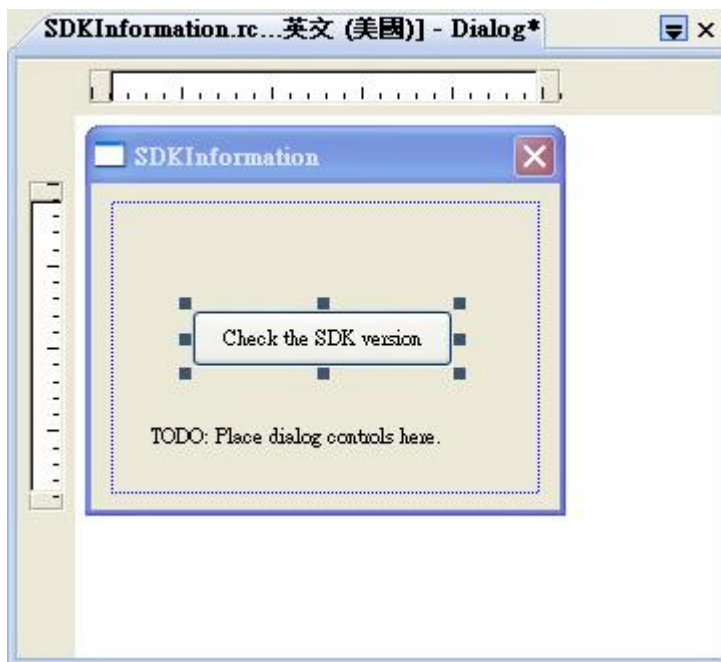 SDKInformation.rc...英文 (美國)] - Dialog*
SDKInformation
Check the SDK version
TODO: Place dialog controls here.